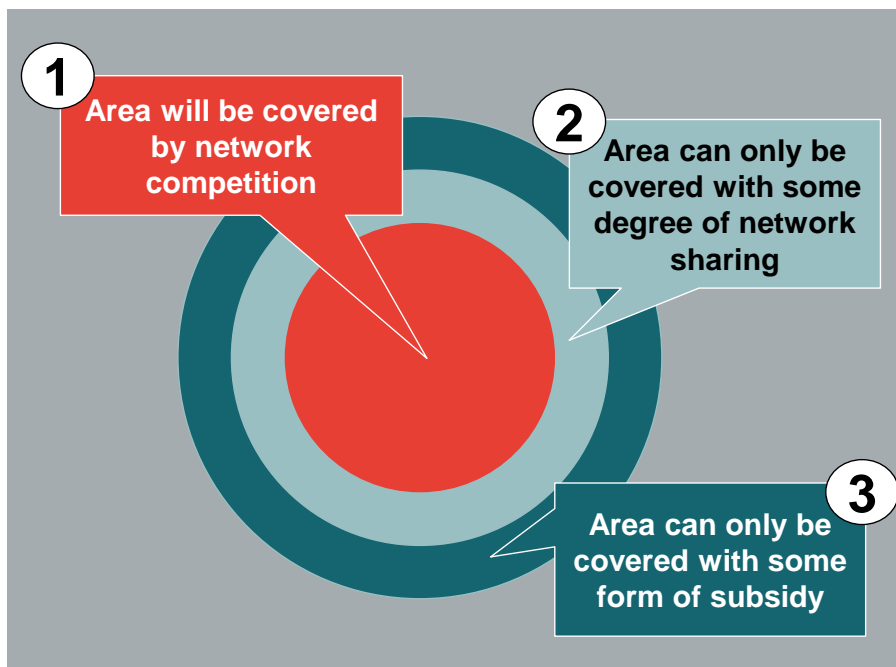 1
Area will be covered
by network
competition
2
Area can only be
covered with some
degree of network
sharing
3
Area can only be
covered with some
form of subsidy